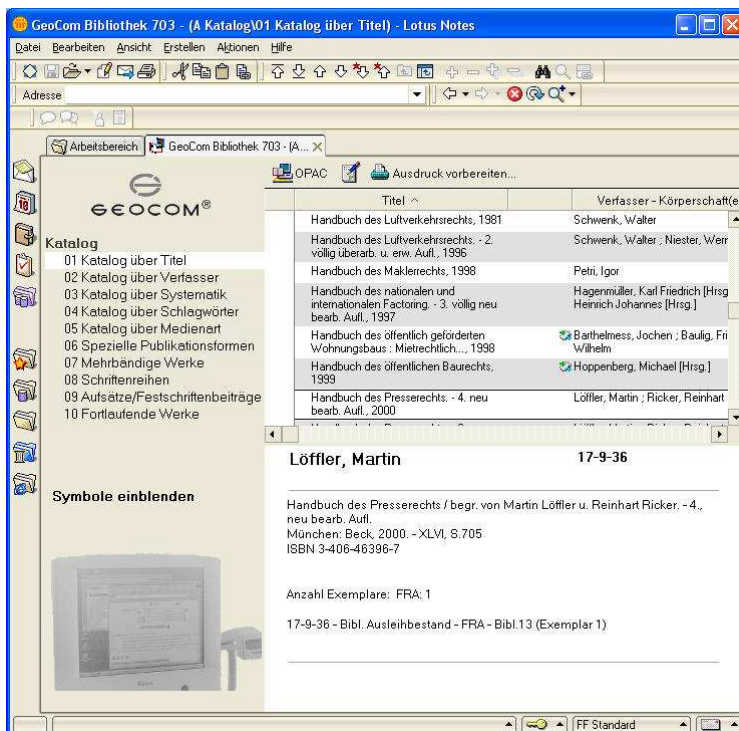 GeoCom Bibliothek 703 - (A Katalog\01 Katalog über Titel) - Lotus Notes
Datei Bearbeiten Ansicht Erstellen Aktionen Hilfe
Adresse
Arbeitsbereich GeoCom Bibliothek 703 - (A...
OPAC Ausdruck vorbereiten...
GEOCOM®
Katalog
01 Katalog über Titel
02 Katalog über Verfasser
03 Katalog über Systematik
04 Katalog über Schlagwörter
05 Katalog über Medienart
06 Spezielle Publikationsformen
07 Mehrbändige Werke
08 Schriftenreihen
09 Aufsätze/Festschriftenbeiträge
10 Fortlaufende Werke
Symbole einblenden
Titel Verfasser - Körperschaft(e
Handbuch des Luftverkehrsrechts, 1981 Schwenk, Walter
Handbuch des Luftverkehrsrechts. - 2. Schwenk, Walter ; Niester, Werr
völlig überarb. u. erw. Aufl., 1996
Handbuch des Maklerrechts, 1998 Petri, Igor
Handbuch des nationalen und Hagenmüller, Karl Friedrich [Hrsg
internationalen Factoring. - 3. völlig neu Heinrich Johannes [Hrsg.]
bearb. Aufl., 1997
Handbuch des öffentlich geförderten Barthelmess, Jochen ; Baulig, Fri
Wohnungsbaus : Mietrechtlich..., 1998 Wilhelm
Handbuch des öffentlichen Baurechts, Hoppenberg, Michael [Hrsg.]
1999
Handbuch des Presserechts. - 4. neu Löffler, Martin ; Ricker, Reinhart
bearb. Aufl., 2000
Löffler, Martin 17-9-36
Handbuch des Presserechts / begr. von Martin Löffler u. Reinhart Ricker. - 4.,
neu bearb. Aufl.
München: Beck, 2000. - XLVI, S.705
ISBN 3-406-46396-7
Anzahl Exemplare: FRA: 1
17-9-36 - Bibl. Ausleihbestand - FRA - Bibl.13 (Exemplar 1)
FF Standard